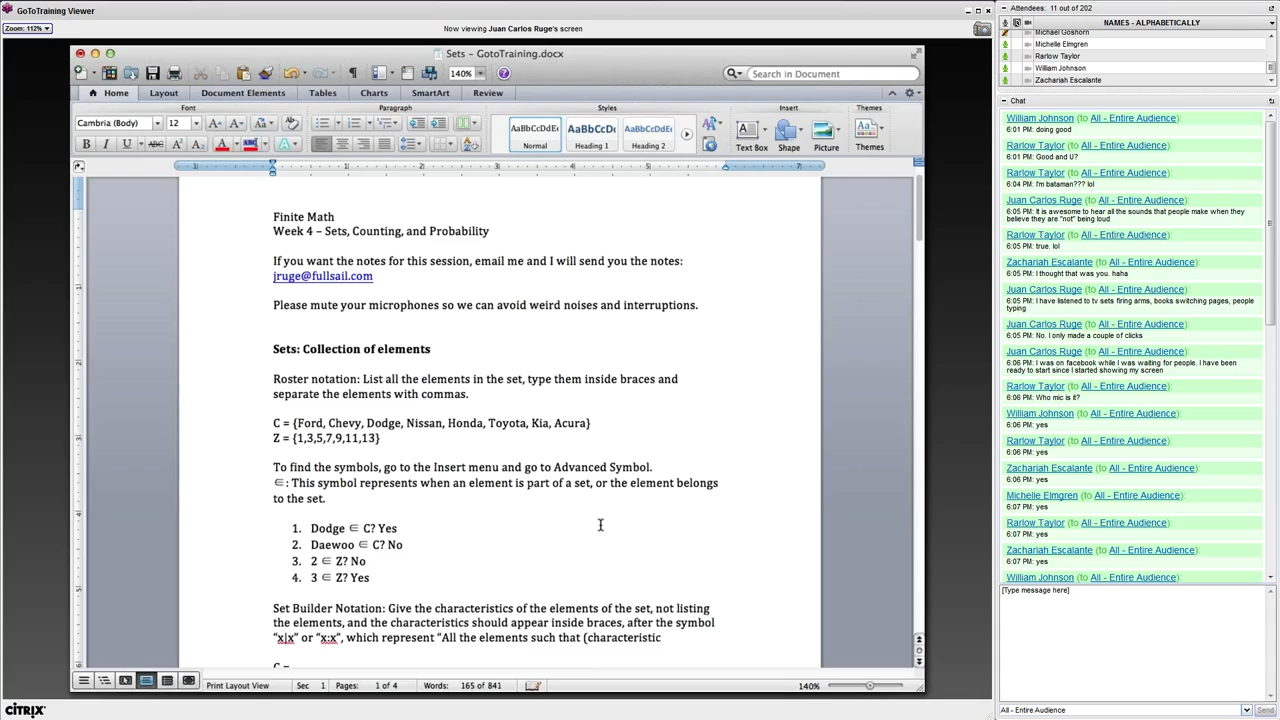 GoToTraining Viewer
Zoom: 112%
Now viewing Juan Carlos Ruge's screen
Sets – GotoTraining.docx
140%
Search in Document
Home Layout Document Elements Tables Charts SmartArt Review
Font Paragraph Styles Insert Themes
Cambria (Body) 12
AaBbCcDdEe AaBbCcDd AaBbCcDdEe
Normal Heading 1 Heading 2 Text Box Shape Picture Themes
Finite Math
Week 4 – Sets, Counting, and Probability
If you want the notes for this session, email me and I will send you the notes:
jruge@fullsail.com
Please mute your microphones so we can avoid weird noises and interruptions.
Sets: Collection of elements
Roster notation: List all the elements in the set, type them inside braces and
separate the elements with commas.
C = {Ford, Chevy, Dodge, Nissan, Honda, Toyota, Kia, Acura}
Z = {1,3,5,7,9,11,13}
To find the symbols, go to the Insert menu and go to Advanced Symbol.
∈: This symbol represents when an element is part of a set, or the element belongs
to the set.
1. Dodge ∈ C? Yes
2. Daewoo ∈ C? No
3. 2 ∈ Z? No
4. 3 ∈ Z? Yes
Set Builder Notation: Give the characteristics of the elements of the set, not listing
the elements, and the characteristics should appear inside braces, after the symbol
“x|x” or “x:x”, which represent “All the elements such that (characteristic
C =
Print Layout View Sec 1 Pages: 1 of 4 Words: 165 of 841 140%
CITRIX
Attendees: 11 out of 202
NAMES - ALPHABETICALLY
Michael Goshorn
Michelle Elmgren
Rarlow Taylor
William Johnson
Zachariah Escalante
Chat
William Johnson (to All - Entire Audience):
6:01 PM: doing good
Rarlow Taylor (to All - Entire Audience):
6:01 PM: Good and U?
Rarlow Taylor (to All - Entire Audience):
6:04 PM: I'm bataman??? lol
Juan Carlos Ruge (to All - Entire Audience):
6:05 PM: It is awesome to hear all the sounds that people make when they
believe they are "not" being loud
Rarlow Taylor (to All - Entire Audience):
6:05 PM: true. lol
Zachariah Escalante (to All - Entire Audience):
6:05 PM: I thought that was you. haha
Juan Carlos Ruge (to All - Entire Audience):
6:05 PM: I have listened to tv sets firing arms, books switching pages, people
typing
Juan Carlos Ruge (to All - Entire Audience):
6:05 PM: No. I only made a couple of clicks
Juan Carlos Ruge (to All - Entire Audience):
6:06 PM: I was on facebook while I was waiting for people. I have been
ready to start since I started showing my screen
Rarlow Taylor (to All - Entire Audience):
6:06 PM: Who mic is it?
William Johnson (to All - Entire Audience):
6:06 PM: yes
Rarlow Taylor (to All - Entire Audience):
6:06 PM: yes
Zachariah Escalante (to All - Entire Audience):
6:06 PM: yes
Michelle Elmgren (to All - Entire Audience):
6:07 PM: yes
Rarlow Taylor (to All - Entire Audience):
6:07 PM: yes
Zachariah Escalante (to All - Entire Audience):
6:07 PM: yes
William Johnson (to All - Entire Audience):
[Type message here]
All - Entire Audience
Send